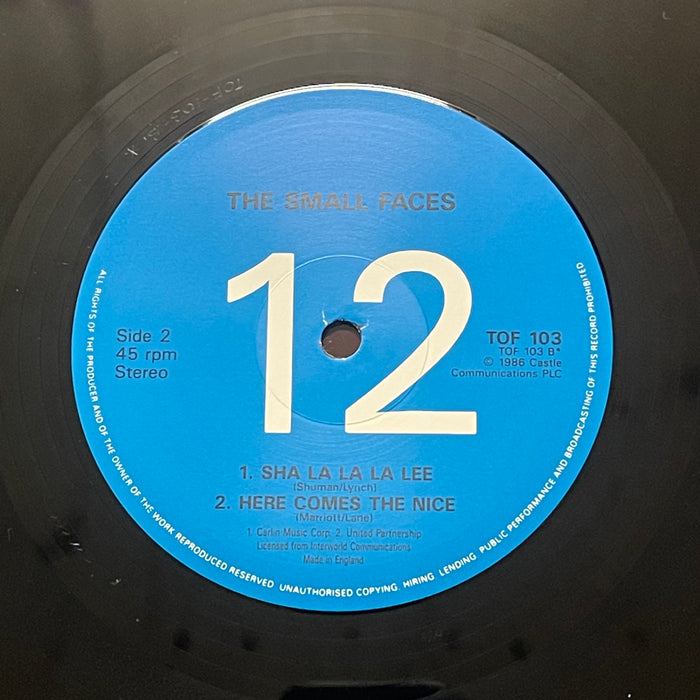 THE SMALL FACES
12
Side 2
45 rpm
Stereo
TOF 103
TOF 103 B*
© 1986 Castle
Communications PLC
1. SHA LA LA LA LEE
(Shuman/Lynch)
2. HERE COMES THE NICE
(Marriott/Lane)
1. Carlin Music Corp. 2. United Partnership
Licensed from Interworld Communications
Made in England
ALL RIGHTS OF THE PRODUCER AND OF THE OWNER OF THE WORK REPRODUCED RESERVED UNAUTHORISED COPYING. HIRING. LENDING. PUBLIC PERFORMANCE AND BROADCASTING OF THIS RECORD PROHIBITED